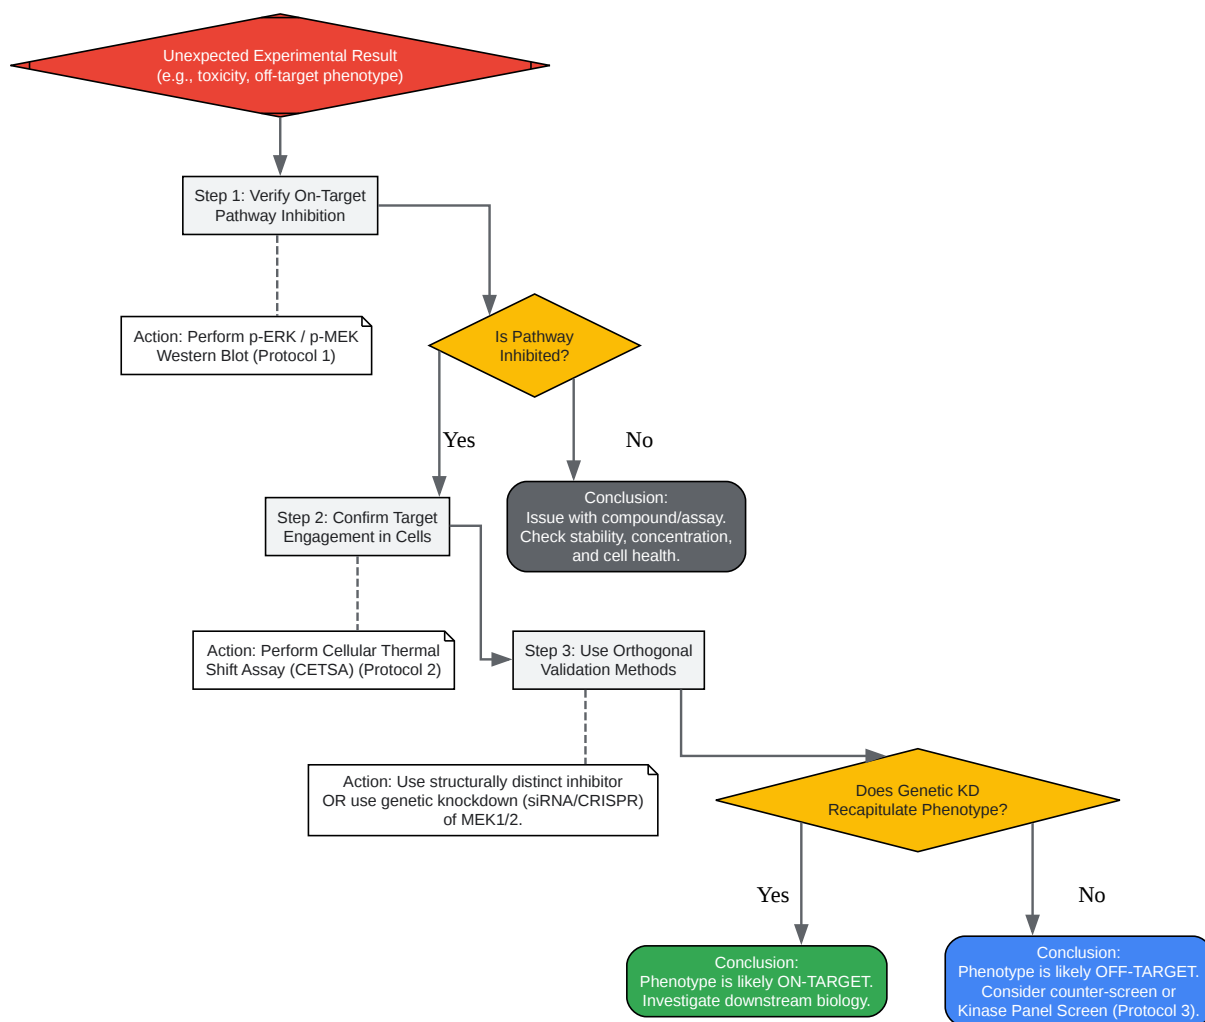 Unexpected Experimental Result
(e.g., toxicity, off-target phenotype)
Step 1: Verify On-Target
Pathway Inhibition
Action: Perform p-ERK / p-MEK
Western Blot (Protocol 1)
Is Pathway
Inhibited?
Yes
No
Step 2: Confirm Target
Engagement in Cells
Conclusion:
Issue with compound/assay.
Check stability, concentration,
and cell health.
Action: Perform Cellular Thermal
Shift Assay (CETSA) (Protocol 2)
Step 3: Use Orthogonal
Validation Methods
Action: Use structurally distinct inhibitor
OR use genetic knockdown (siRNA/CRISPR)
of MEK1/2.
Does Genetic KD
Recapitulate Phenotype?
Yes
No
Conclusion:
Phenotype is likely ON-TARGET.
Investigate downstream biology.
Conclusion:
Phenotype is likely OFF-TARGET.
Consider counter-screen or
Kinase Panel Screen (Protocol 3).